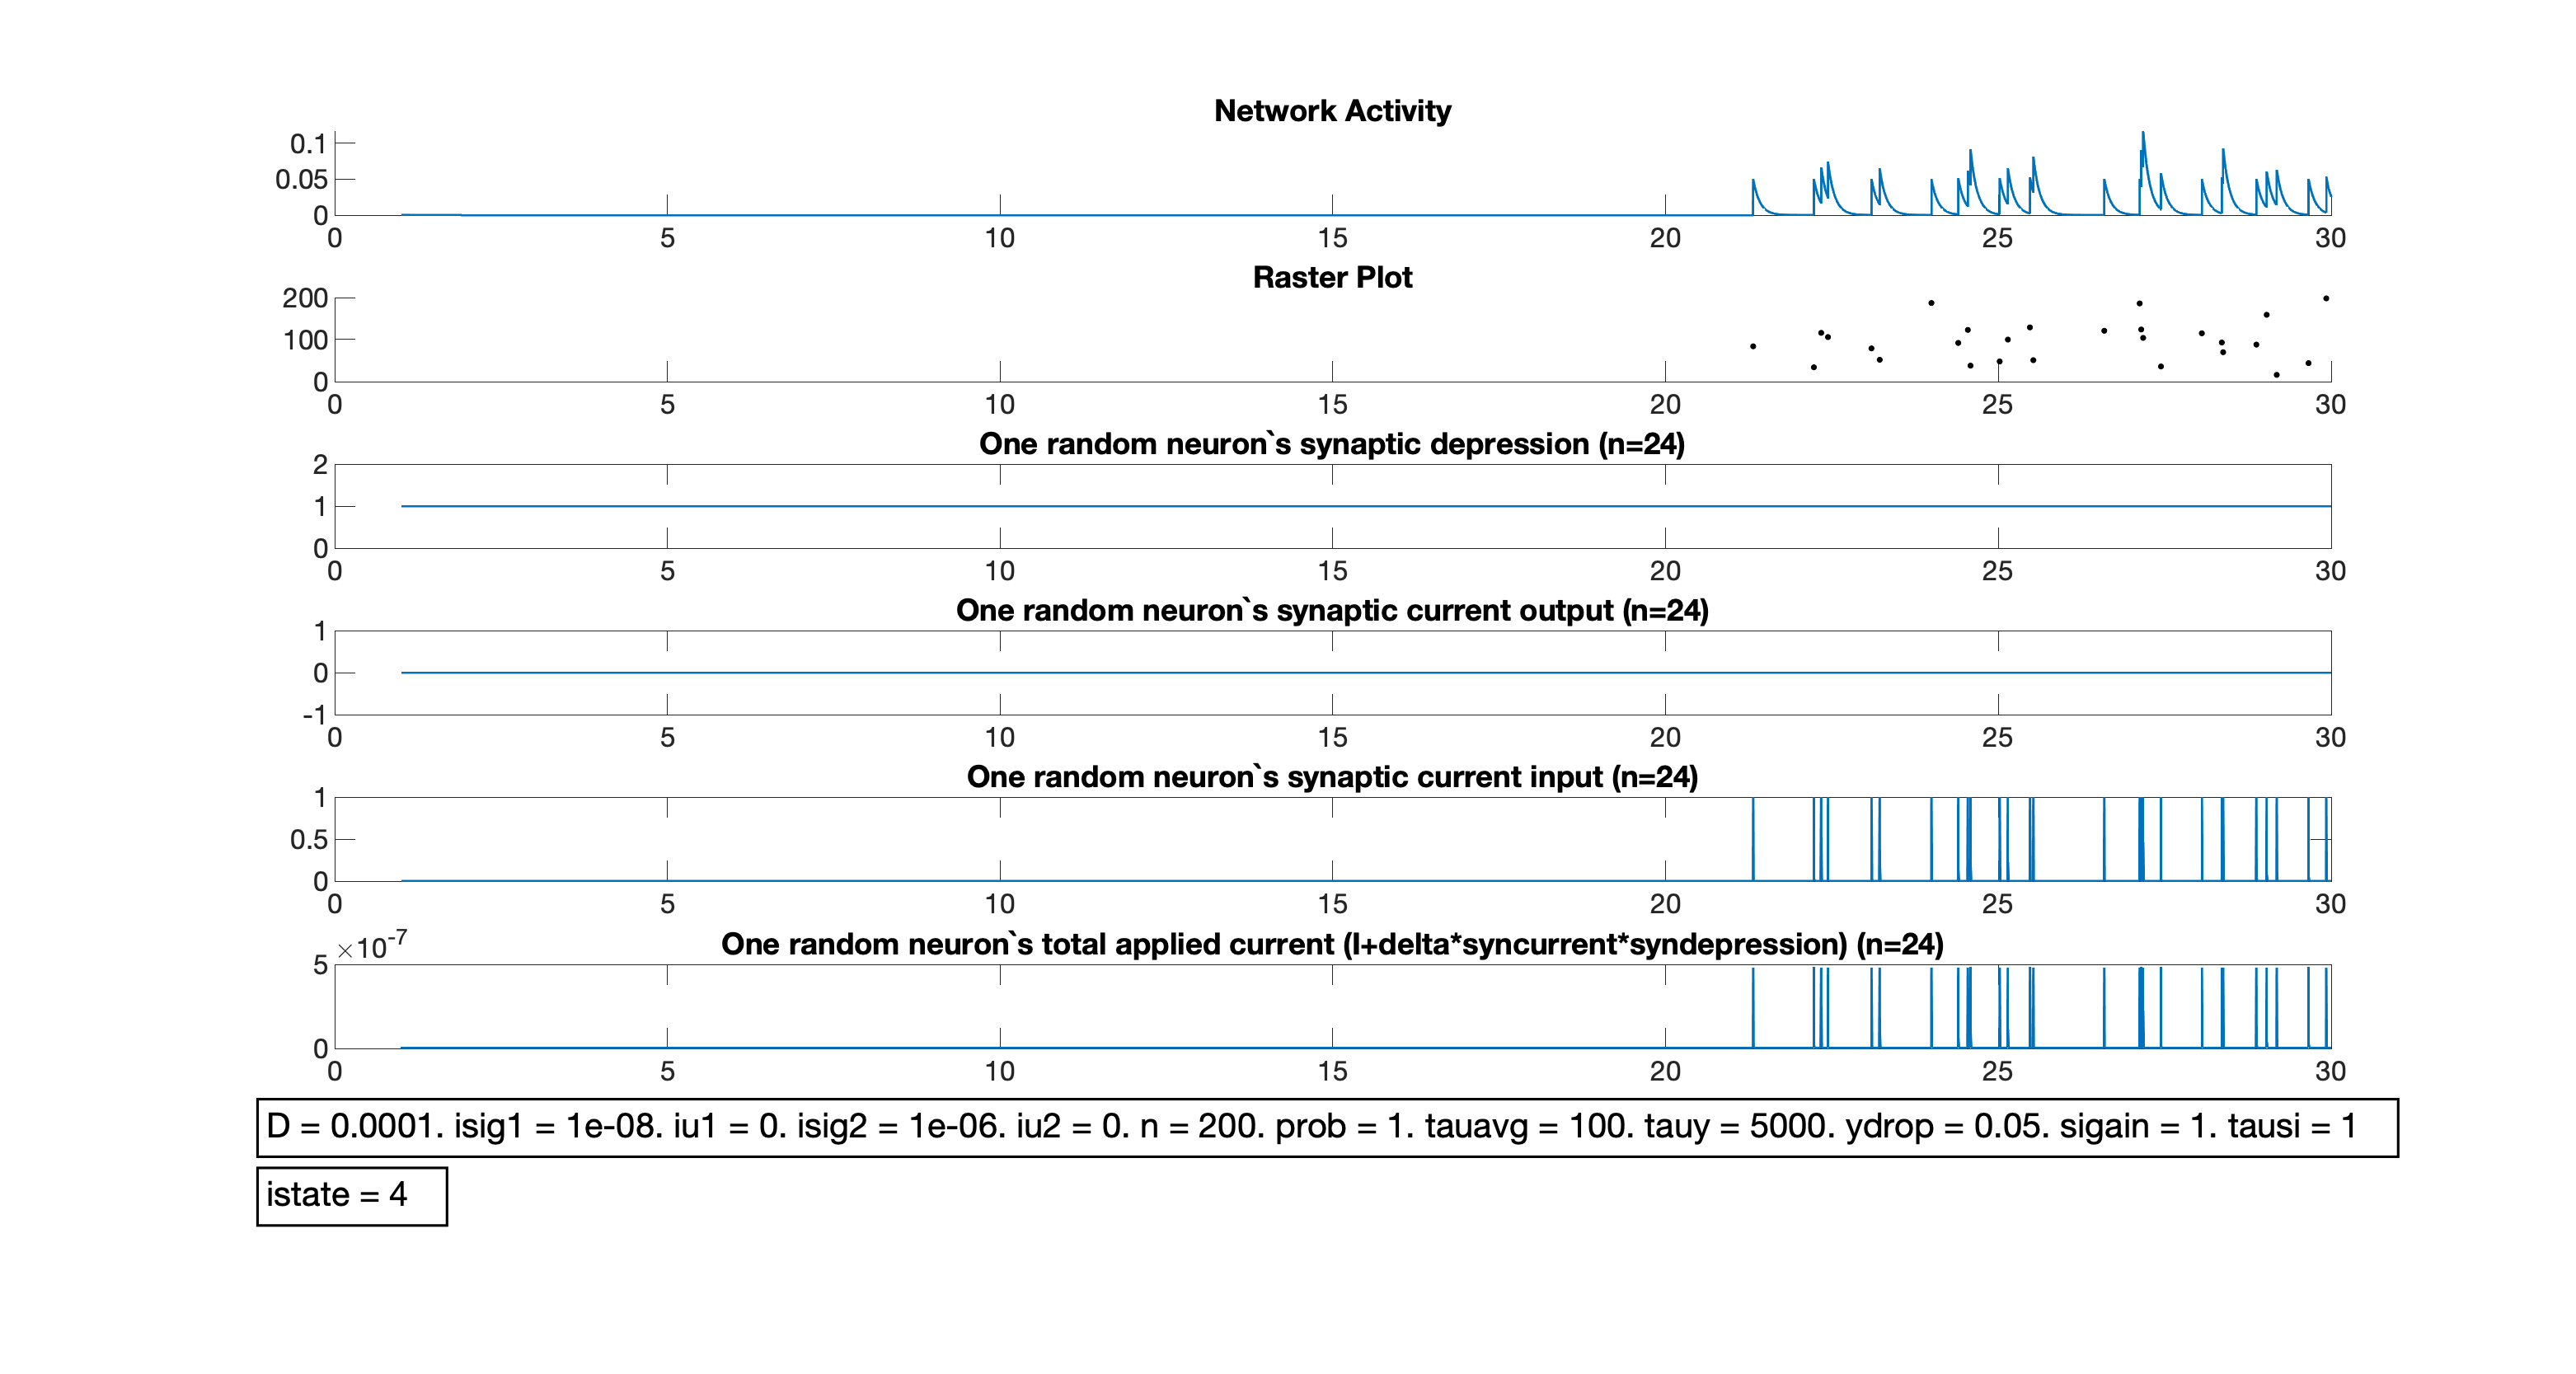 Network Activity
0.1
0.05
0
0 5 10 15 20 25 30
Raster Plot
200
100
0
0 5 10 15 20 25 30
One random neuron`s synaptic depression (n=24)
2
1
0
0 5 10 15 20 25 30
One random neuron`s synaptic current output (n=24)
1
0
-1
0 5 10 15 20 25 30
One random neuron`s synaptic current input (n=24)
1
0.5
0
0 5 10 15 20 25 30
One random neuron`s total applied current (I+delta*syncurrent*syndepression) (n=24)
×10⁻⁷
5
0
0 5 10 15 20 25 30
D = 0.0001. isig1 = 1e-08. iu1 = 0. isig2 = 1e-06. iu2 = 0. n = 200. prob = 1. tauavg = 100. tauy = 5000. ydrop = 0.05. sigain = 1. tausi = 1
istate = 4